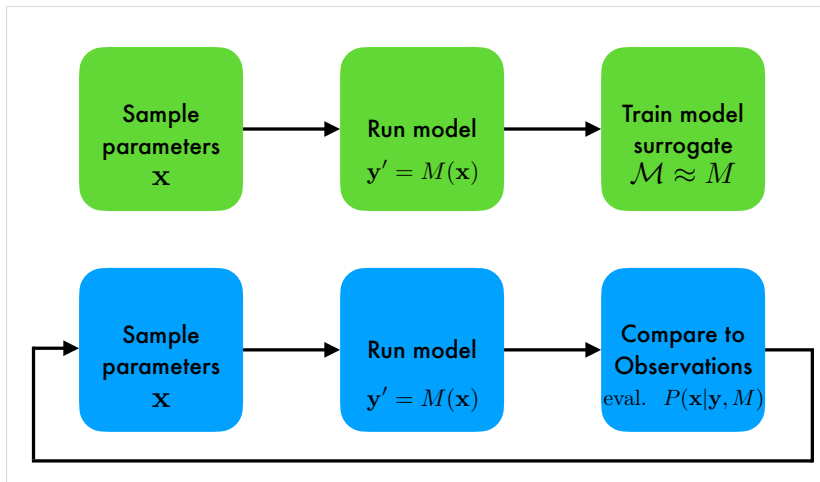 Sample
parameters
𝐱
Run model
𝐲′ = M(𝐱)
Train model
surrogate
ℳ ≈ M
Sample
parameters
𝐱
Run model
𝐲′ = M(𝐱)
Compare to
Observations
eval. P(𝐱|𝐲, M)